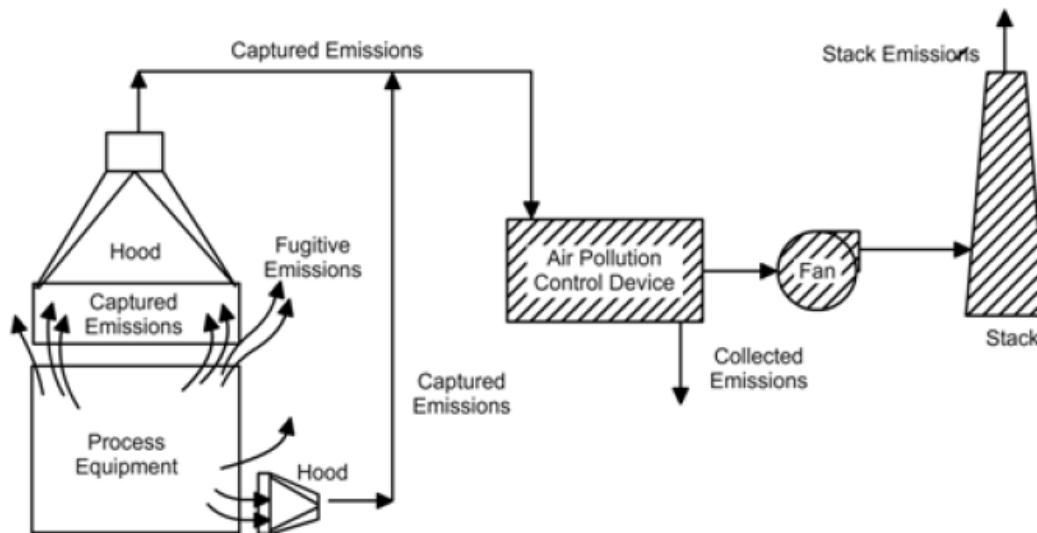 Captured Emissions
Stack Emissions
Hood
Fugitive
Emissions
Captured
Emissions
Air Pollution
Control Device
Fan
Stack
Collected
Emissions
Captured
Emissions
Process
Equipment
Hood